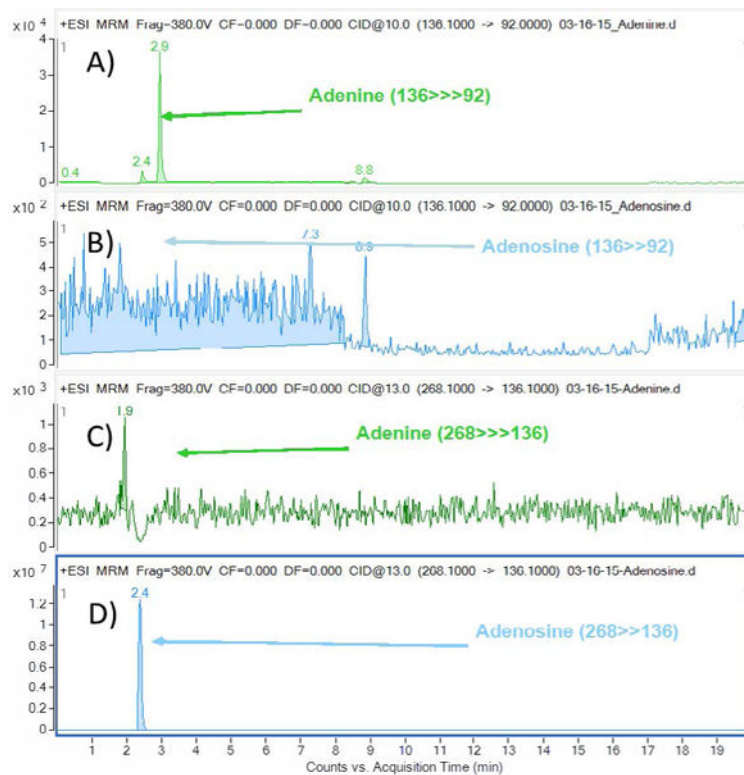 x10 4 +ESI MRM Frag=380.0V CF=0.000 DF=0.000 CID@10.0 (136.1000 -> 92.0000) 03-16-15_Adenine.d
1
A)
2.9
Adenine (136>>>92)
0.4
2.4
8.8
4
3
2
1
0
x10 2 +ESI MRM Frag=380.0V CF=0.000 DF=0.000 CID@10.0 (136.1000 -> 92.0000) 03-16-15_Adenosine.d
1
B)
7.3
Adenosine (136>>92)
5
4
3
2
1
0
x10 3 +ESI MRM Frag=380.0V CF=0.000 DF=0.000 CID@13.0 (268.1000 -> 136.1000) 03-16-15-Adenine.d
1
C)
1.9
Adenine (268>>>136)
1
0.8
0.6
0.4
0.2
0
x10 7 +ESI MRM Frag=380.0V CF=0.000 DF=0.000 CID@13.0 (268.1000 -> 136.1000) 03-16-15-Adenosine.d
1
D)
2.4
Adenosine (268>>136)
1.2
1
0.8
0.6
0.4
0.2
0
1 2 3 4 5 6 7 8 9 10 11 12 13 14 15 16 17 18 19
Counts vs. Acquisition Time (min)